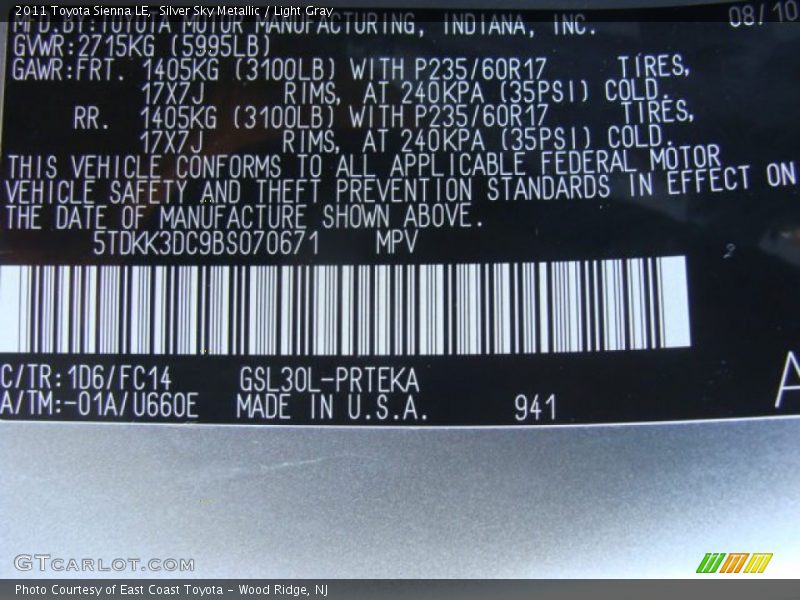 2011 Toyota Sienna LE, Silver Sky Metallic / Light Gray
MFD.BY:TOYOTA MOTOR MANUFACTURING, INDIANA, INC. 08/10
GVWR:2715KG (5995LB)
GAWR:FRT. 1405KG (3100LB) WITH P235/60R17 TIRES,
17X7J RIMS, AT 240KPA (35PSI) COLD.
RR. 1405KG (3100LB) WITH P235/60R17 TIRES,
17X7J RIMS, AT 240KPA (35PSI) COLD.
THIS VEHICLE CONFORMS TO ALL APPLICABLE FEDERAL MOTOR
VEHICLE SAFETY AND THEFT PREVENTION STANDARDS IN EFFECT ON
THE DATE OF MANUFACTURE SHOWN ABOVE.
5TDKK3DC9BS070671 MPV
2
C/TR:1D6/FC14 GSL30L-PRTEKA
A/TM:-01A/U660E MADE IN U.S.A. 941
A
GTCARLOT.COM
Photo Courtesy of East Coast Toyota - Wood Ridge, NJ